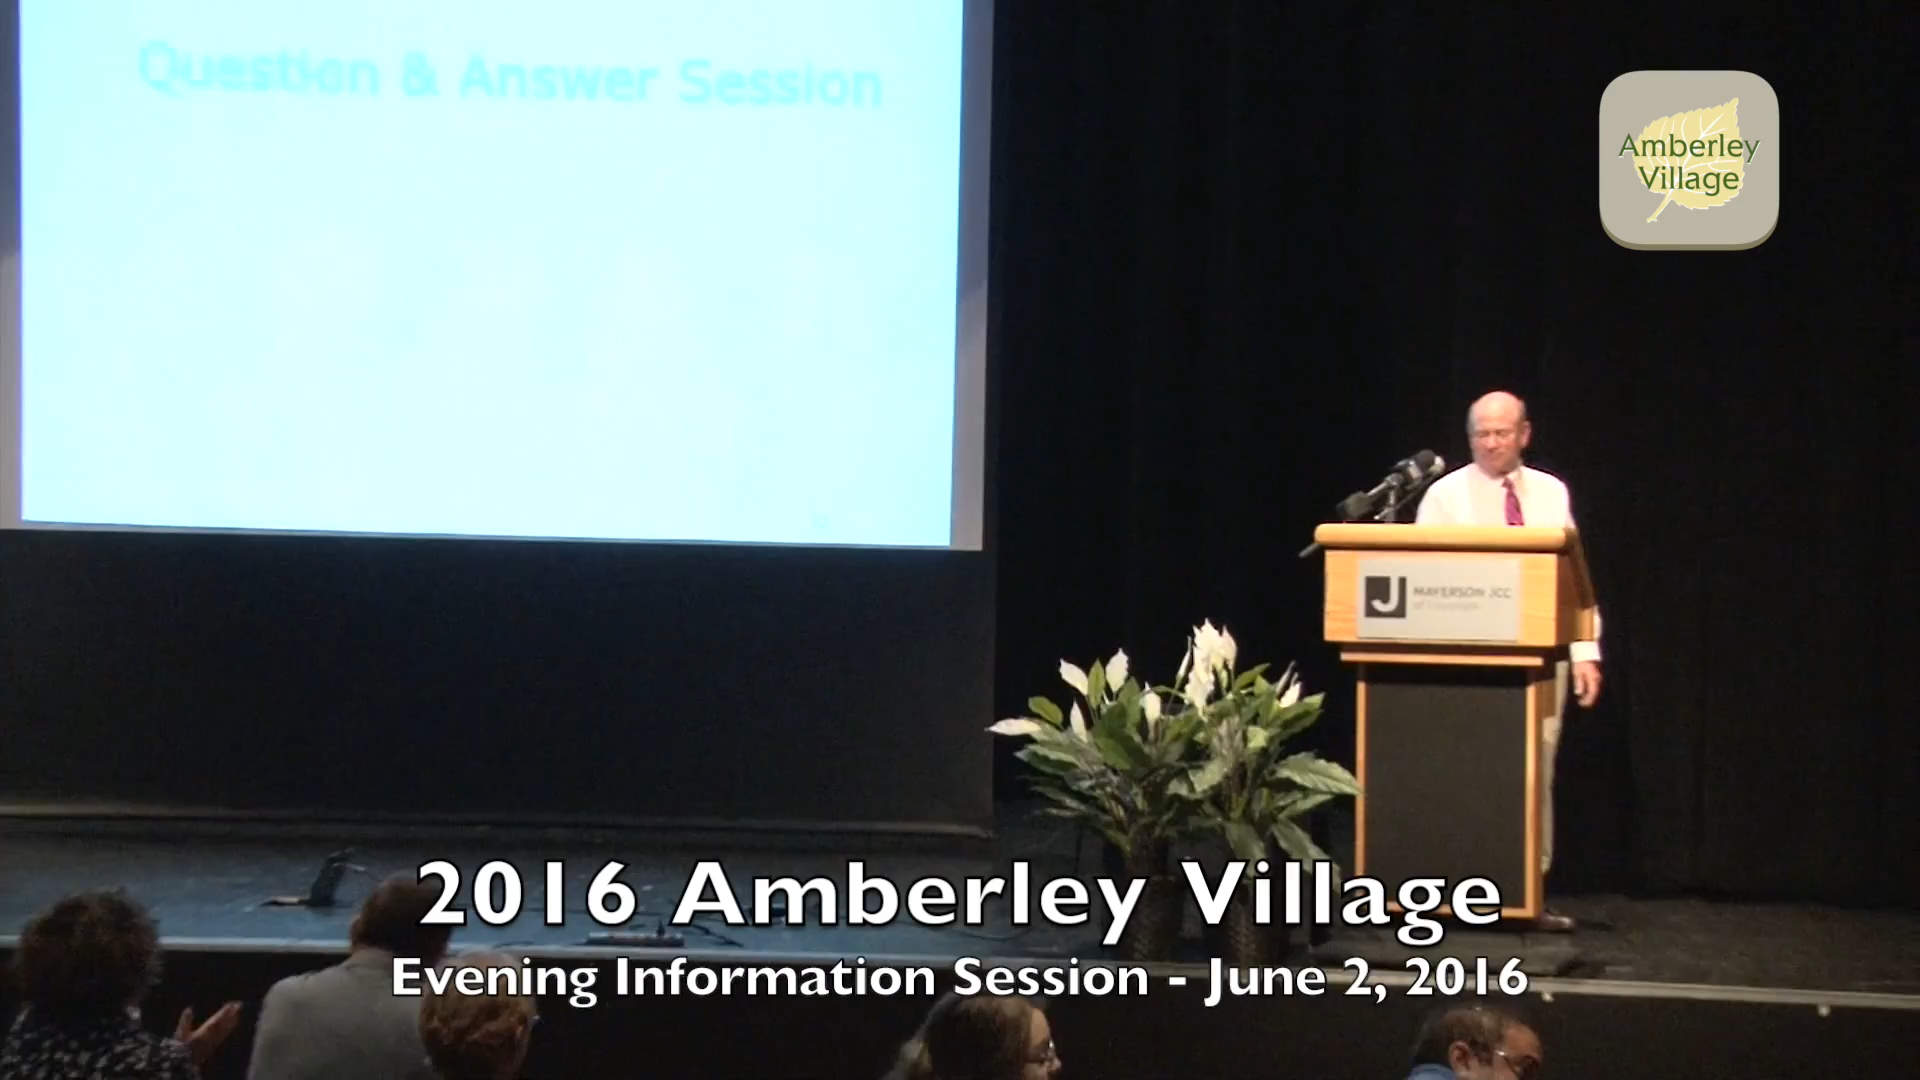 Question & Answer Session
Amberley
Village
J
MAYERSON JCC
2016 Amberley Village
Evening Information Session - June 2, 2016